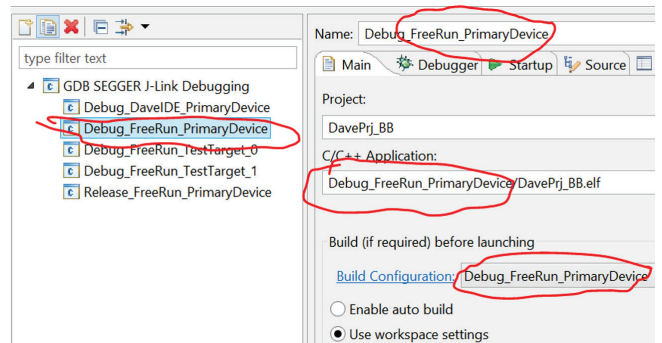 type filter text
GDB SEGGER J-Link Debugging
Debug_DaveIDE_PrimaryDevice
Debug_FreeRun_PrimaryDevice
Debug_FreeRun_TestTarget_0
Debug_FreeRun_TestTarget_1
Release_FreeRun_PrimaryDevice
Name: Debug_FreeRun_PrimaryDevice
Main Debugger Startup Source
Project:
DavePrj_BB
C/C++ Application:
Debug_FreeRun_PrimaryDevice/DavePrj_BB.elf
Build (if required) before launching
Build Configuration: Debug_FreeRun_PrimaryDevice
Enable auto build
Use workspace settings